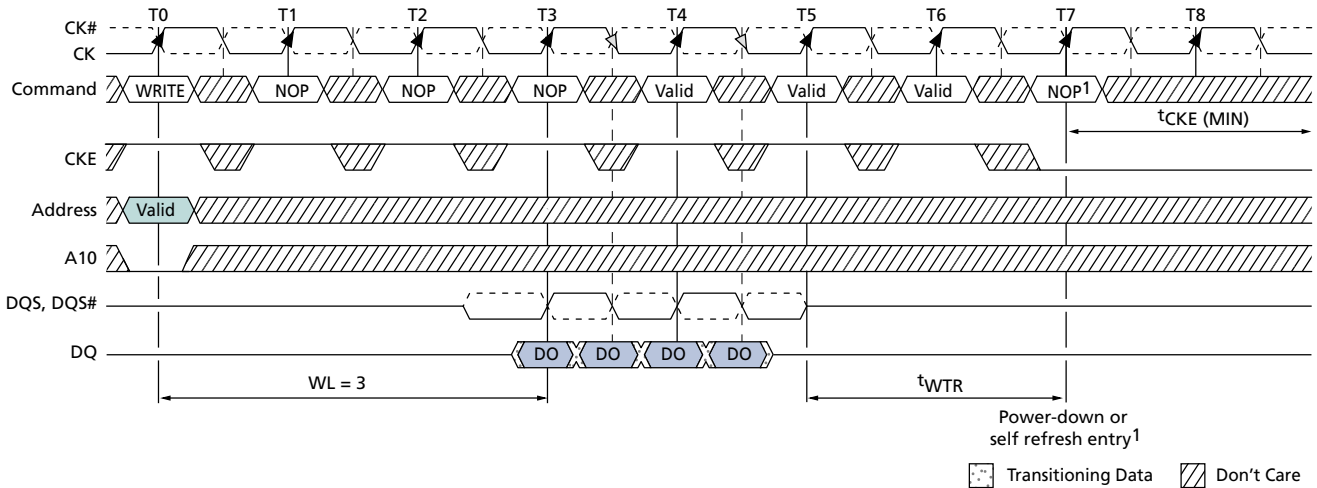 T0 T1 T2 T3 T4 T5 T6 T7 T8
CK#
CK
Command WRITE NOP NOP NOP Valid Valid Valid NOP1
tCKE (MIN)
CKE
Address Valid
A10
DQS, DQS#
DQ DO DO DO DO
WL = 3 tWTR
Power-down or
self refresh entry1
Transitioning Data Don't Care